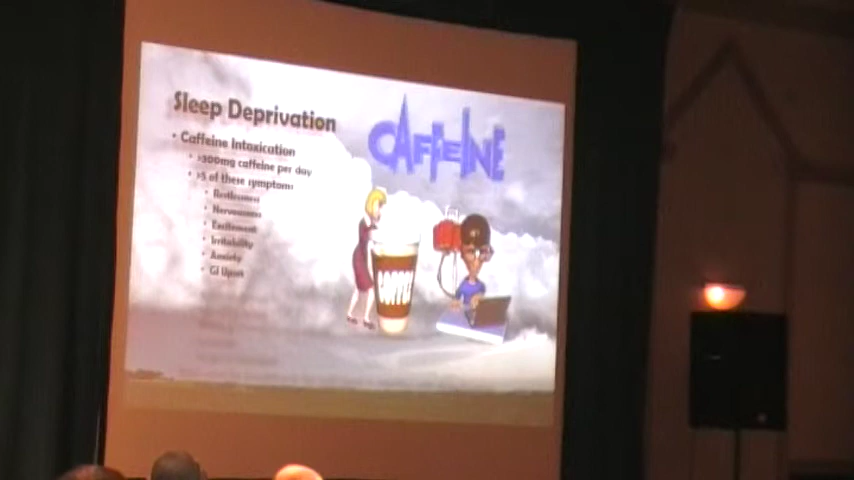 Sleep Deprivation
CAFFEINE
• Caffeine Intoxication
• >300mg caffeine per day
• >5 of these symptoms
• Restlessness
• Nervousness
• Excitement
• Irritability
• Anxiety
• GI Upset
COFFEE